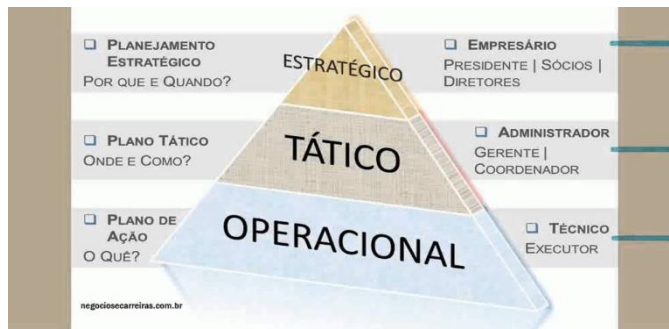 PLANEJAMENTO
ESTRATÉGICO
POR QUE E QUANDO?
ESTRATÉGICO
EMPRESÁRIO
PRESIDENTE | SÓCIOS |
DIRETORES
PLANO TÁTICO
ONDE E COMO?
TÁTICO
ADMINISTRADOR
GERENTE |
COORDENADOR
PLANO DE
AÇÃO
O QUÊ?
OPERACIONAL
TÉCNICO
EXECUTOR
negociosecarreiras.com.br